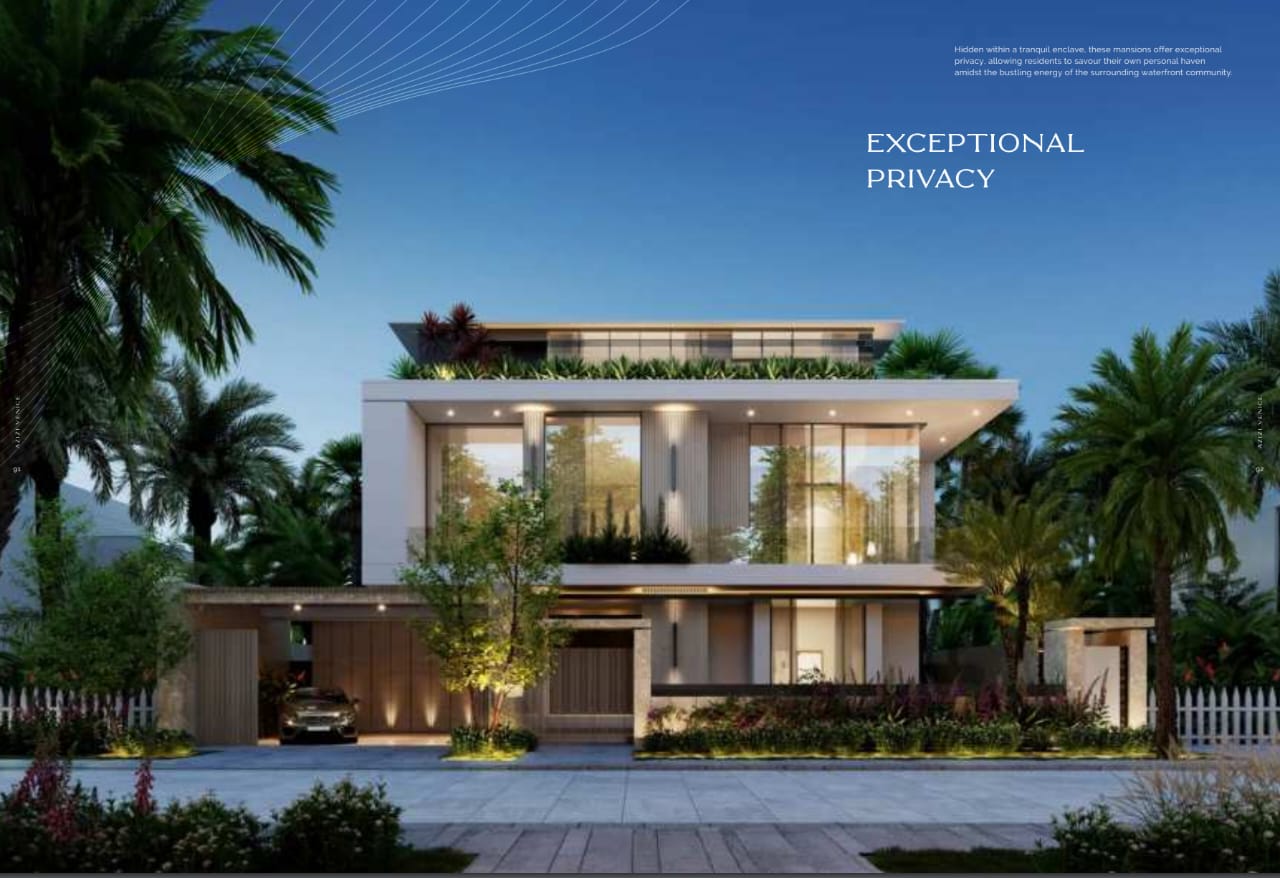 Hidden within a tranquil enclave, these mansions offer exceptional
privacy, allowing residents to savour their own personal haven
amidst the bustling energy of the surrounding waterfront community.
EXCEPTIONAL
PRIVACY
AZIZI VENICE
91
AZIZI VENICE
92